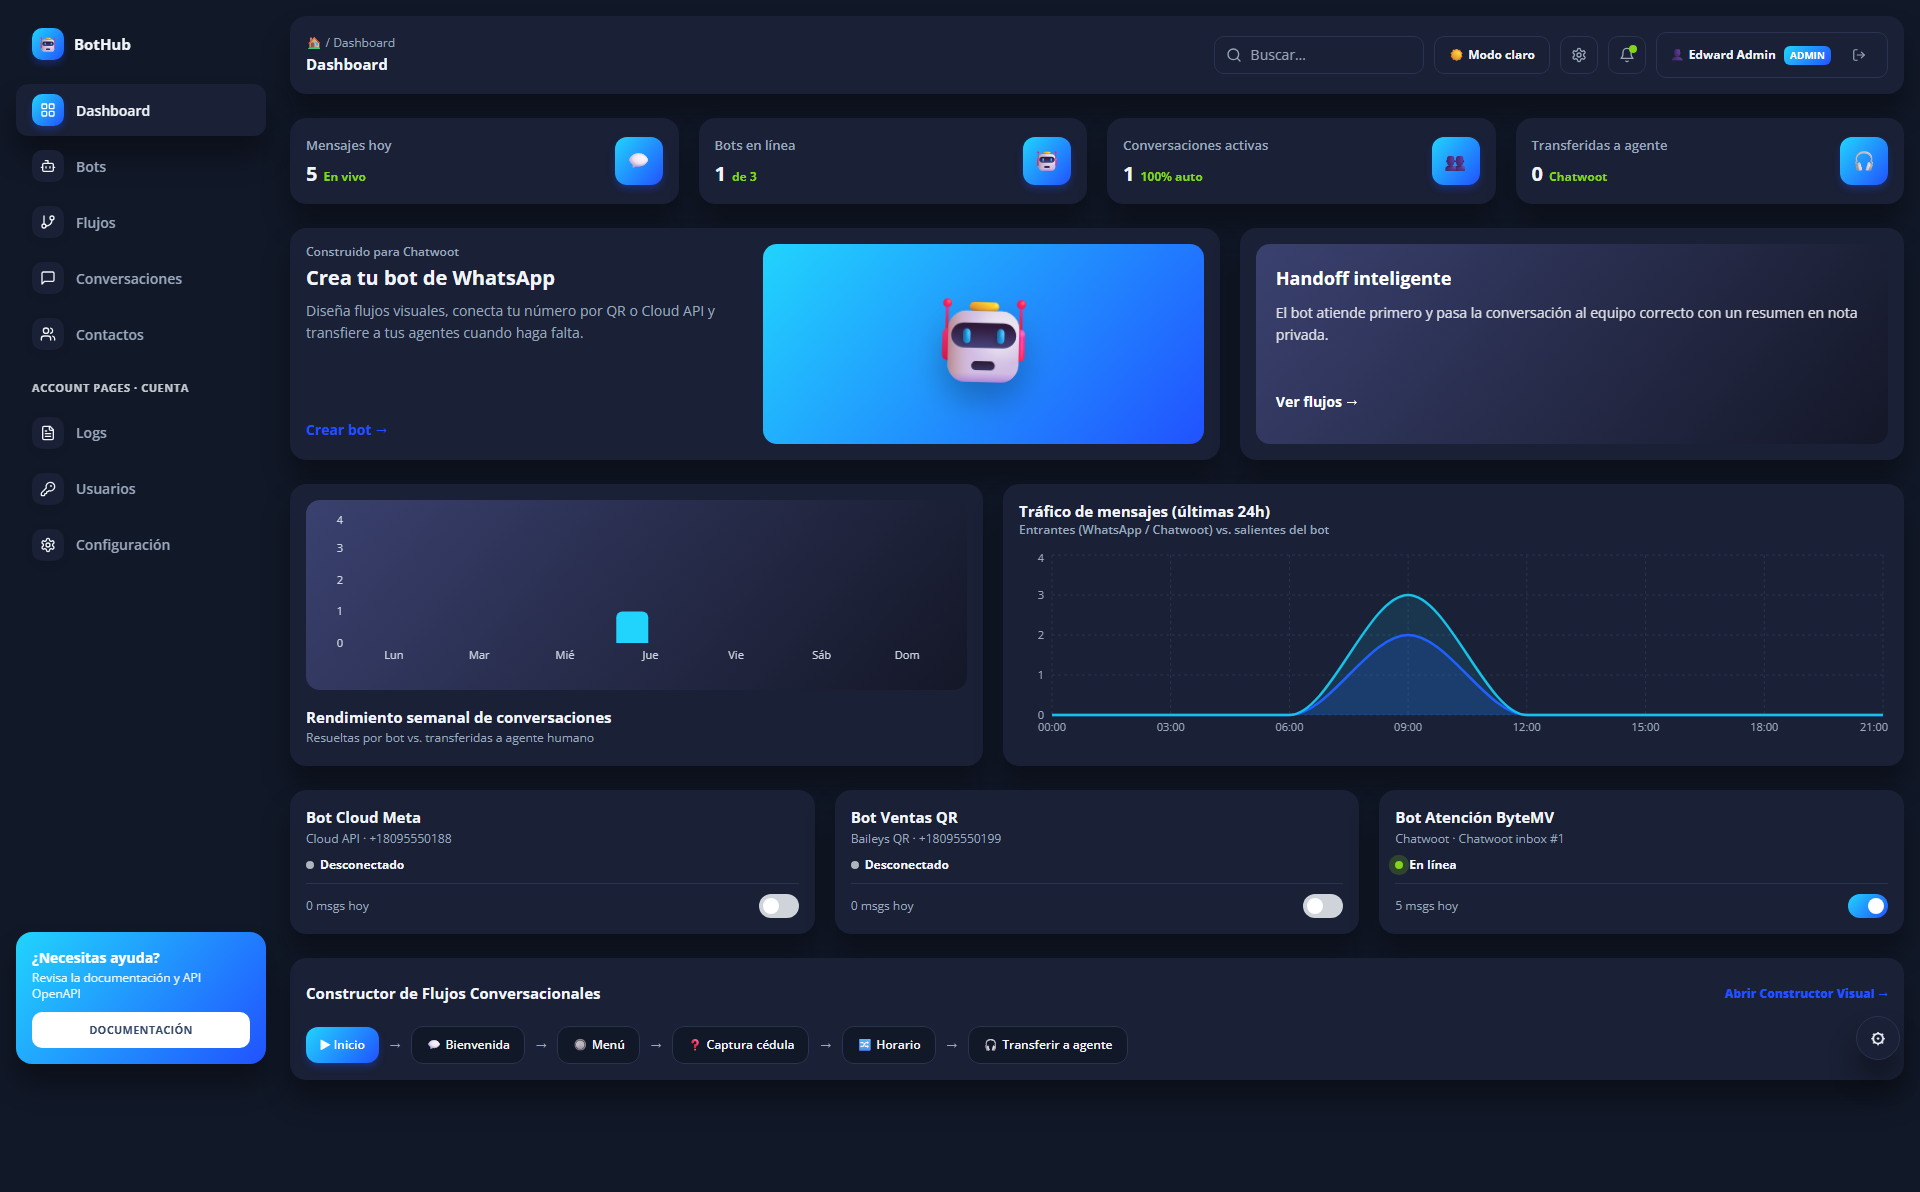 BotHub
Dashboard
Bots
Flujos
Conversaciones
Contactos
ACCOUNT PAGES · CUENTA
Logs
Usuarios
Configuración
¿Necesitas ayuda?
Revisa la documentación y API
OpenAPI
DOCUMENTACIÓN
/ Dashboard
Dashboard
Buscar...
Modo claro
Edward Admin ADMIN
Mensajes hoy
5 En vivo
Bots en línea
1 de 3
Conversaciones activas
1 100% auto
Transferidas a agente
0 Chatwoot
Construido para Chatwoot
Crea tu bot de WhatsApp
Diseña flujos visuales, conecta tu número por QR o Cloud API y
transfiere a tus agentes cuando haga falta.
Crear bot →
Handoff inteligente
El bot atiende primero y pasa la conversación al equipo correcto con un resumen en nota
privada.
Ver flujos →
4
3
2
1
0
Lun Mar Mié Jue Vie Sáb Dom
Rendimiento semanal de conversaciones
Resueltas por bot vs. transferidas a agente humano
Tráfico de mensajes (últimas 24h)
Entrantes (WhatsApp / Chatwoot) vs. salientes del bot
4
3
2
1
0
00:00 03:00 06:00 09:00 12:00 15:00 18:00 21:00
Bot Cloud Meta
Cloud API · +18095550188
Desconectado
0 msgs hoy
Bot Ventas QR
Baileys QR · +18095550199
Desconectado
0 msgs hoy
Bot Atención ByteMV
Chatwoot · Chatwoot inbox #1
En línea
5 msgs hoy
Constructor de Flujos Conversacionales
Abrir Constructor Visual →
▶ Inicio → Bienvenida → Menú → ❓ Captura cédula → Horario → Transferir a agente